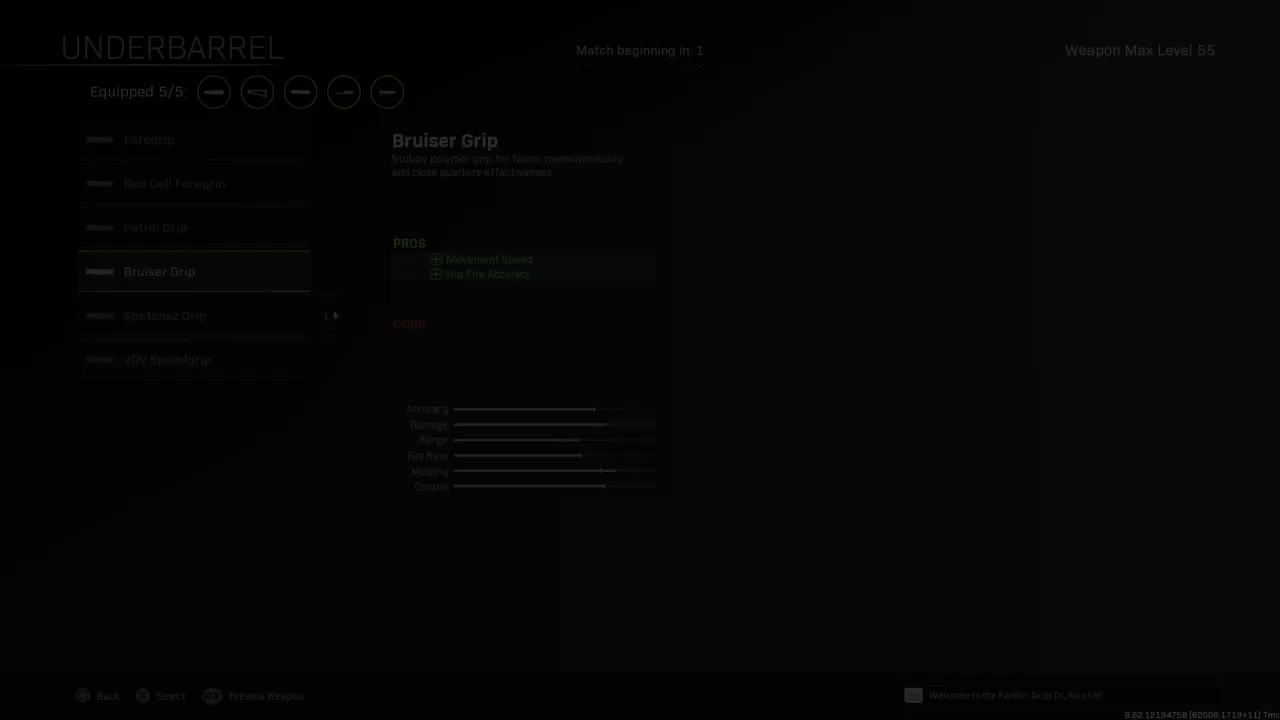 UNDERBARREL
Match beginning in: 1
Weapon Max Level 55
Equipped 5/5:
Foregrip
Red Cell Foregrip
Patrol Grip
Bruiser Grip
Spetsnaz Grip 1
VDV Speedgrip
Bruiser Grip
Stubby polymer grip for faster maneuverability
and close quarters effectiveness.
PROS
Movement Speed
Hip Fire Accuracy
CONS
Accuracy
Damage
Range
Fire Rate
Mobility
Control
Back
Select
R3 Preview Weapon
Welcome to the Pacific. Drop In, Rise Up!